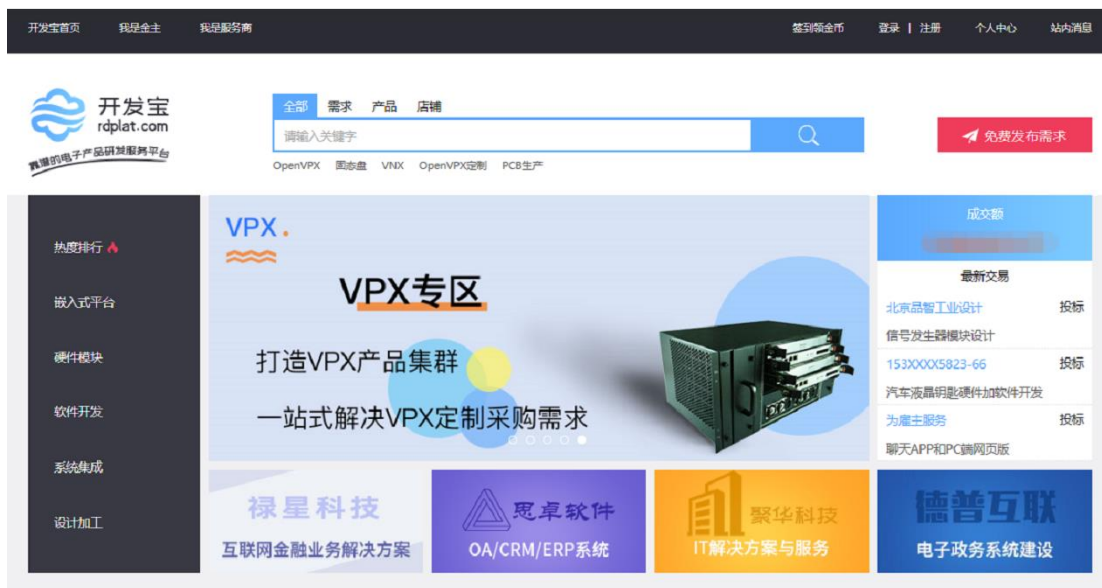 开发宝首页 我是金主 我是服务商 签到领金币 登录 | 注册 个人中心 站内消息
开发宝
rdplat.com
靠谱的电子产品研发服务平台
全部 需求 产品 店铺
请输入关键字
免费发布需求
OpenVPX 固态盘 VNX OpenVPX定制 PCB生产
热度排行
嵌入式平台
硬件模块
软件开发
系统集成
设计加工
VPX.
VPX专区
打造VPX产品集群
一站式解决VPX定制采购需求
成交额
最新交易
北京品智工业设计 投标
信号发生器模块设计
153XXXX5823-66 投标
汽车液晶钥匙硬件加软件开发
为雇主服务 投标
聊天APP和PC端网页版
禄星科技
互联网金融业务解决方案
思卓软件
OA/CRM/ERP系统
聚华科技
IT解决方案与服务
德普互联
电子政务系统建设